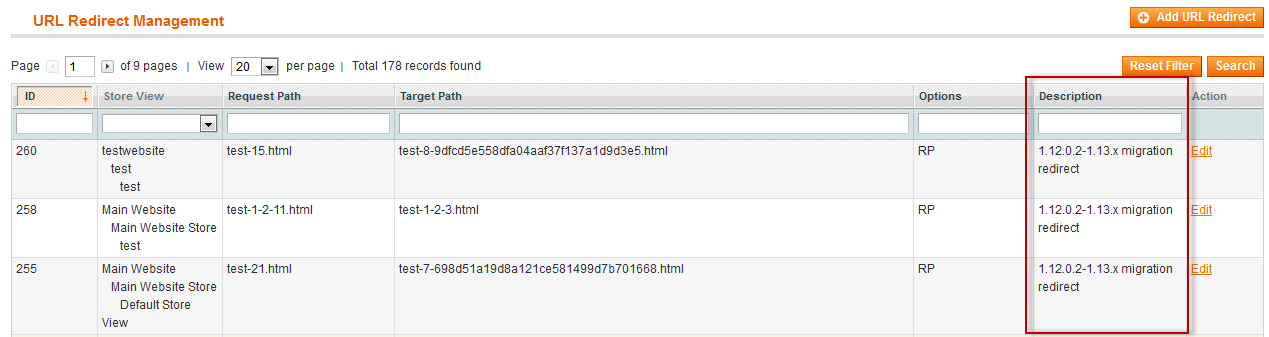 URL Redirect Management
Add URL Redirect
Page 1 of 9 pages | View 20 per page | Total 178 records found
Reset Filter Search
ID Store View Request Path Target Path Options Description Action
260 testwebsite test-15.html test-8-9dfcd5e558dfa04aaf37f137a1d9d3e5.html RP 1.12.0.2-1.13.x migration Edit
test redirect
test
258 Main Website test-1-2-11.html test-1-2-3.html RP 1.12.0.2-1.13.x migration Edit
Main Website Store redirect
test
255 Main Website test-21.html test-7-698d51a19d8a121ce581499d7b701668.html RP 1.12.0.2-1.13.x migration Edit
Main Website Store redirect
Default Store
View